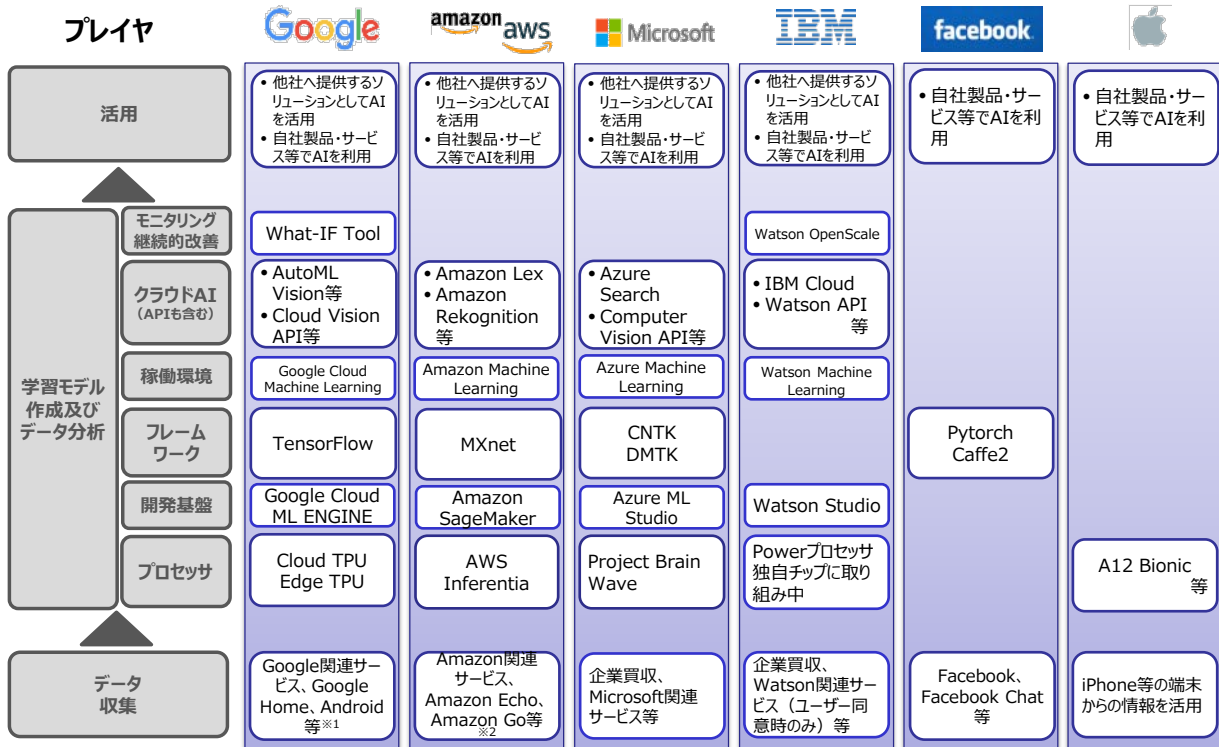 プレイヤ
Google
amazon
aws
Microsoft
IBM
facebook
活用
• 他社へ提供するソ
リューションとしてAI
を活用
• 自社製品・サービ
ス等でAIを利用
• 他社へ提供するソ
リューションとしてAI
を活用
• 自社製品・サービ
ス等でAIを利用
• 他社へ提供するソ
リューションとしてAI
を活用
• 自社製品・サービ
ス等でAIを利用
• 他社へ提供するソ
リューションとしてAI
を活用
• 自社製品・サービ
ス等でAIを利用
• 自社製品・サー
ビス等でAIを利
用
• 自社製品・サー
ビス等でAIを利
用
学習モデル
作成及び
データ分析
モニタリング
継続的改善
What-IF Tool
Watson OpenScale
クラウドAI
（APIも含む）
• AutoML
Vision等
• Cloud Vision
API等
• Amazon Lex
• Amazon
Rekognition
等
• Azure
Search
• Computer
Vision API等
• IBM Cloud
• Watson API
等
稼働環境
Google Cloud
Machine Learning
Amazon Machine
Learning
Azure Machine
Learning
Watson Machine
Learning
フレーム
ワーク
TensorFlow
MXnet
CNTK
DMTK
Pytorch
Caffe2
開発基盤
Google Cloud
ML ENGINE
Amazon
SageMaker
Azure ML
Studio
Watson Studio
プロセッサ
Cloud TPU
Edge TPU
AWS
Inferentia
Project Brain
Wave
Powerプロセッサ
独自チップに取り
組み中
A12 Bionic
等
データ
収集
Google関連サー
ビス、Google
Home、Android
等※1
Amazon関連
サービス、
Amazon Echo、
Amazon Go等
※2
企業買収、
Microsoft関連
サービス等
企業買収、
Watson関連サー
ビス（ユーザー同
意時のみ）等
Facebook、
Facebook Chat
等
iPhone等の端末
からの情報を活用